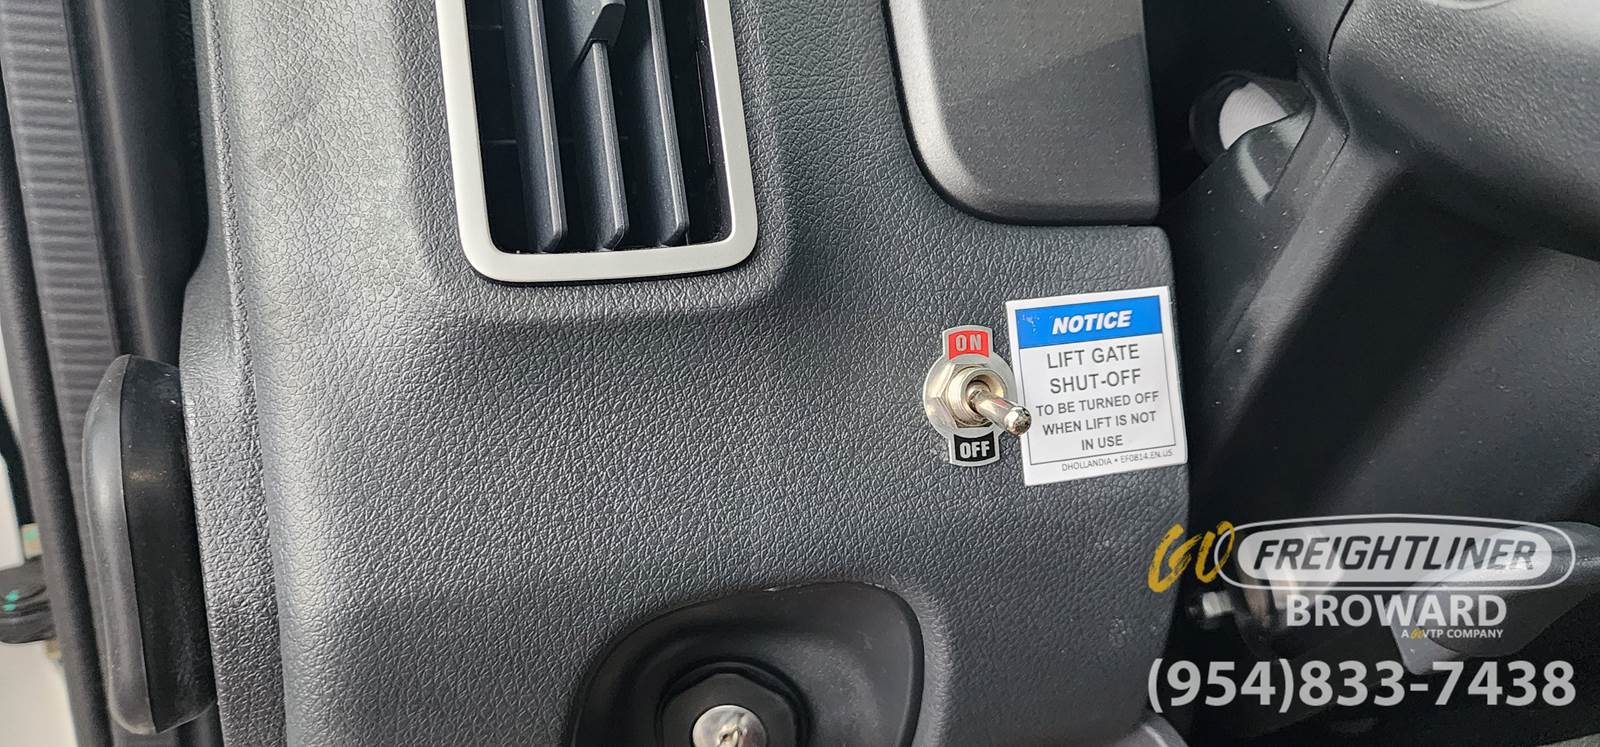 ON
OFF
NOTICE
LIFT GATE
SHUT-OFF
TO BE TURNED OFF
WHEN LIFT IS NOT
IN USE
DHOLLANDIA • EF0814.EN.US
GO FREIGHTLINER
BROWARD
A GOVTP COMPANY
(954)833-7438